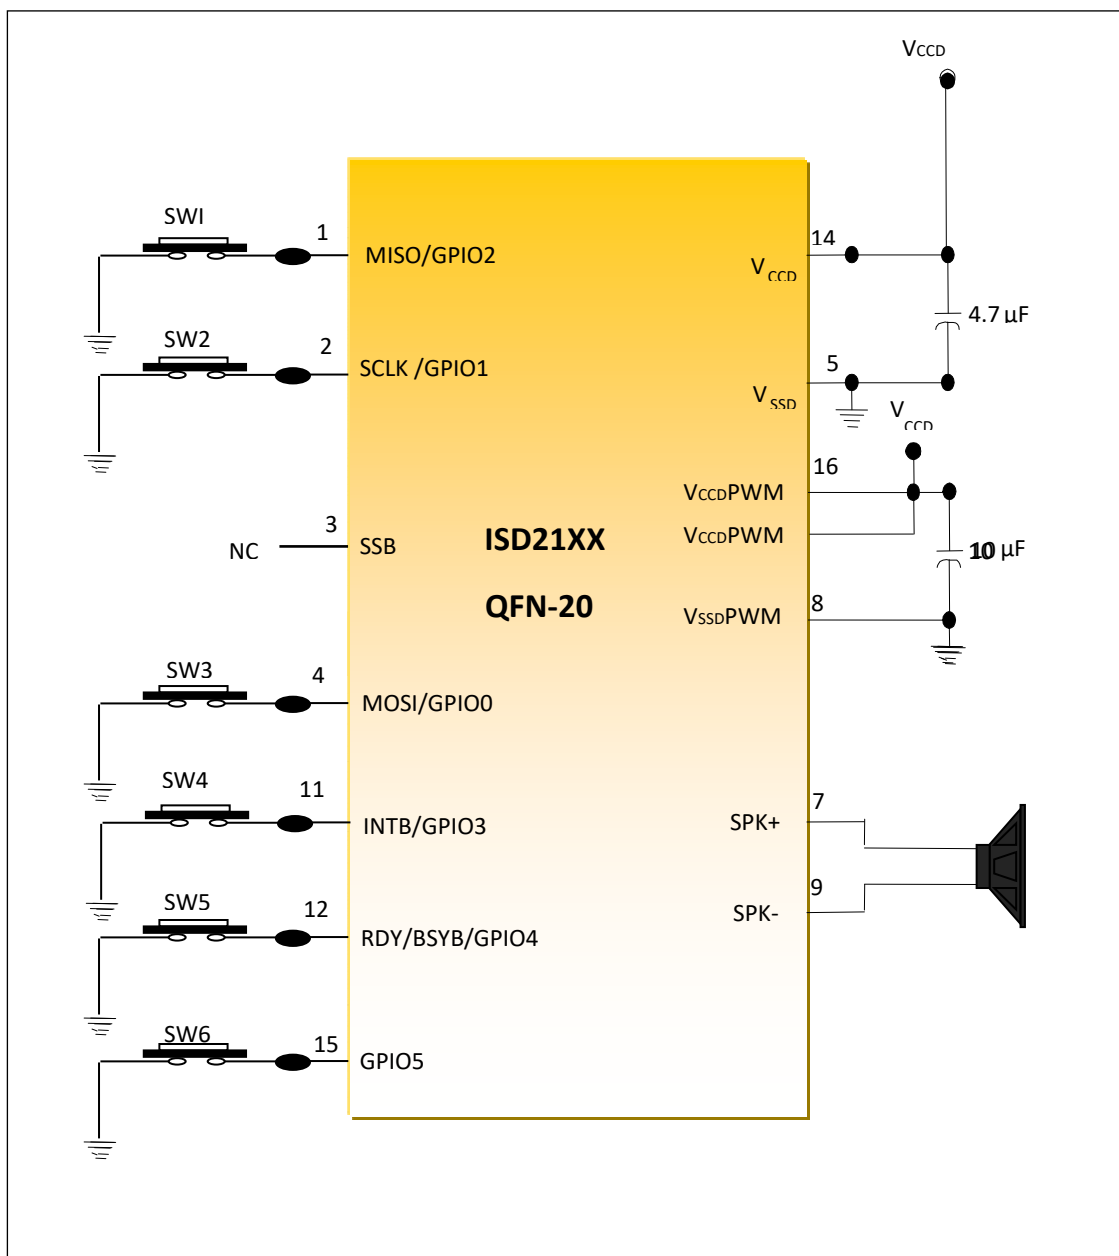 VCCD
SW1
1
MISO/GPIO2
14
VCCD
4.7 µF
SW2
2
SCLK /GPIO1
5
VSSD
VCCD
16
VCCDPWM
3
NC
SSB
ISD21XX
VCCDPWM
10 µF
QFN-20
8
VSSDPWM
SW3
4
MOSI/GPIO0
SW4
11
INTB/GPIO3
7
SPK+
SW5
12
RDY/BSYB/GPIO4
9
SPK-
SW6
15
GPIO5